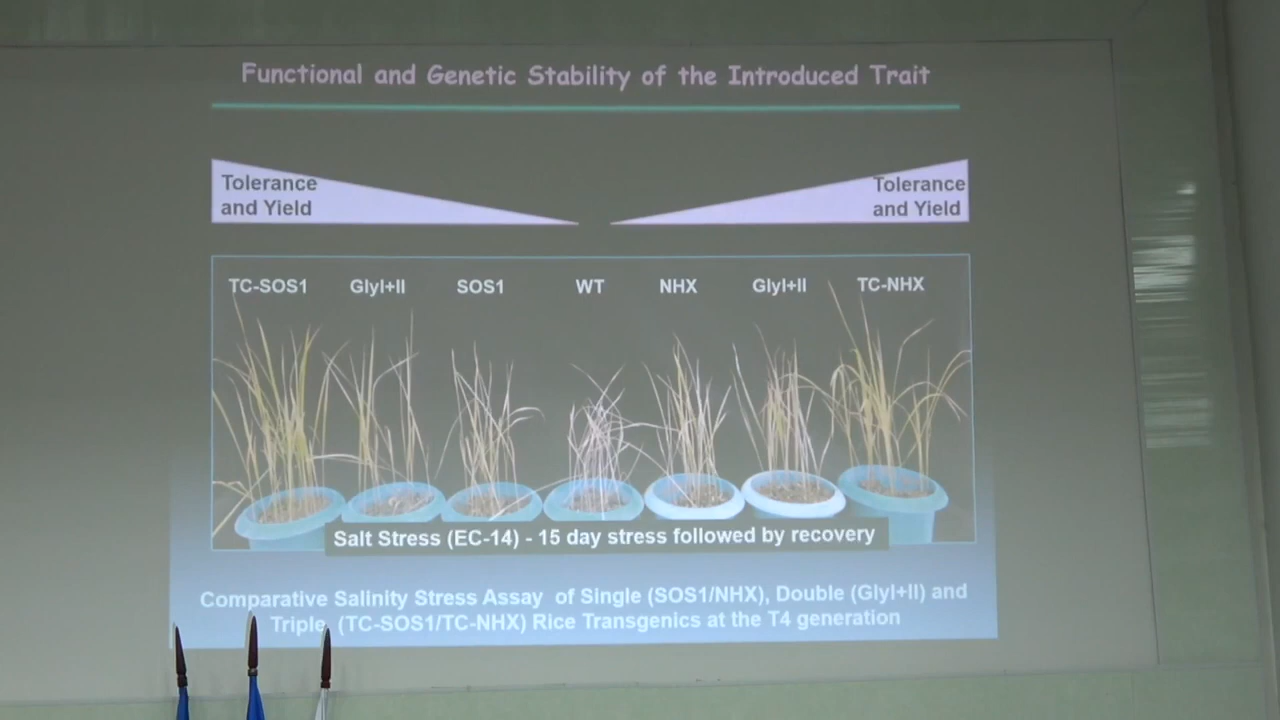 Functional and Genetic Stability of the Introduced Trait
Tolerance
and Yield
Tolerance
and Yield
TC-SOS1 GlyI+II SOS1 WT NHX GlyI+II TC-NHX
Salt Stress (EC-14) - 15 day stress followed by recovery
Comparative Salinity Stress Assay of Single (SOS1/NHX), Double (GlyI+II) and
Triple (TC-SOS1/TC-NHX) Rice Transgenics at the T4 generation